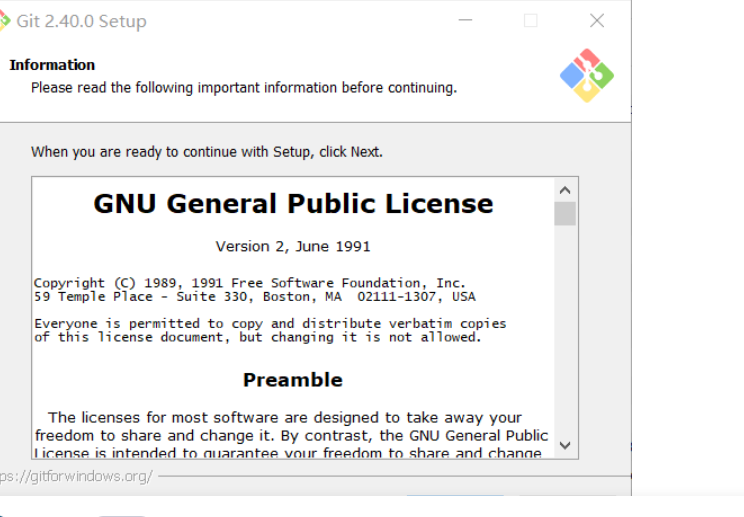 Git 2.40.0 Setup
Information
Please read the following important information before continuing.
When you are ready to continue with Setup, click Next.
GNU General Public License
Version 2, June 1991
Copyright (C) 1989, 1991 Free Software Foundation, Inc.
59 Temple Place - Suite 330, Boston, MA  02111-1307, USA
Everyone is permitted to copy and distribute verbatim copies
of this license document, but changing it is not allowed.
Preamble
The licenses for most software are designed to take away your
freedom to share and change it. By contrast, the GNU General Public
License is intended to guarantee your freedom to share and change
ps://gitforwindows.org/